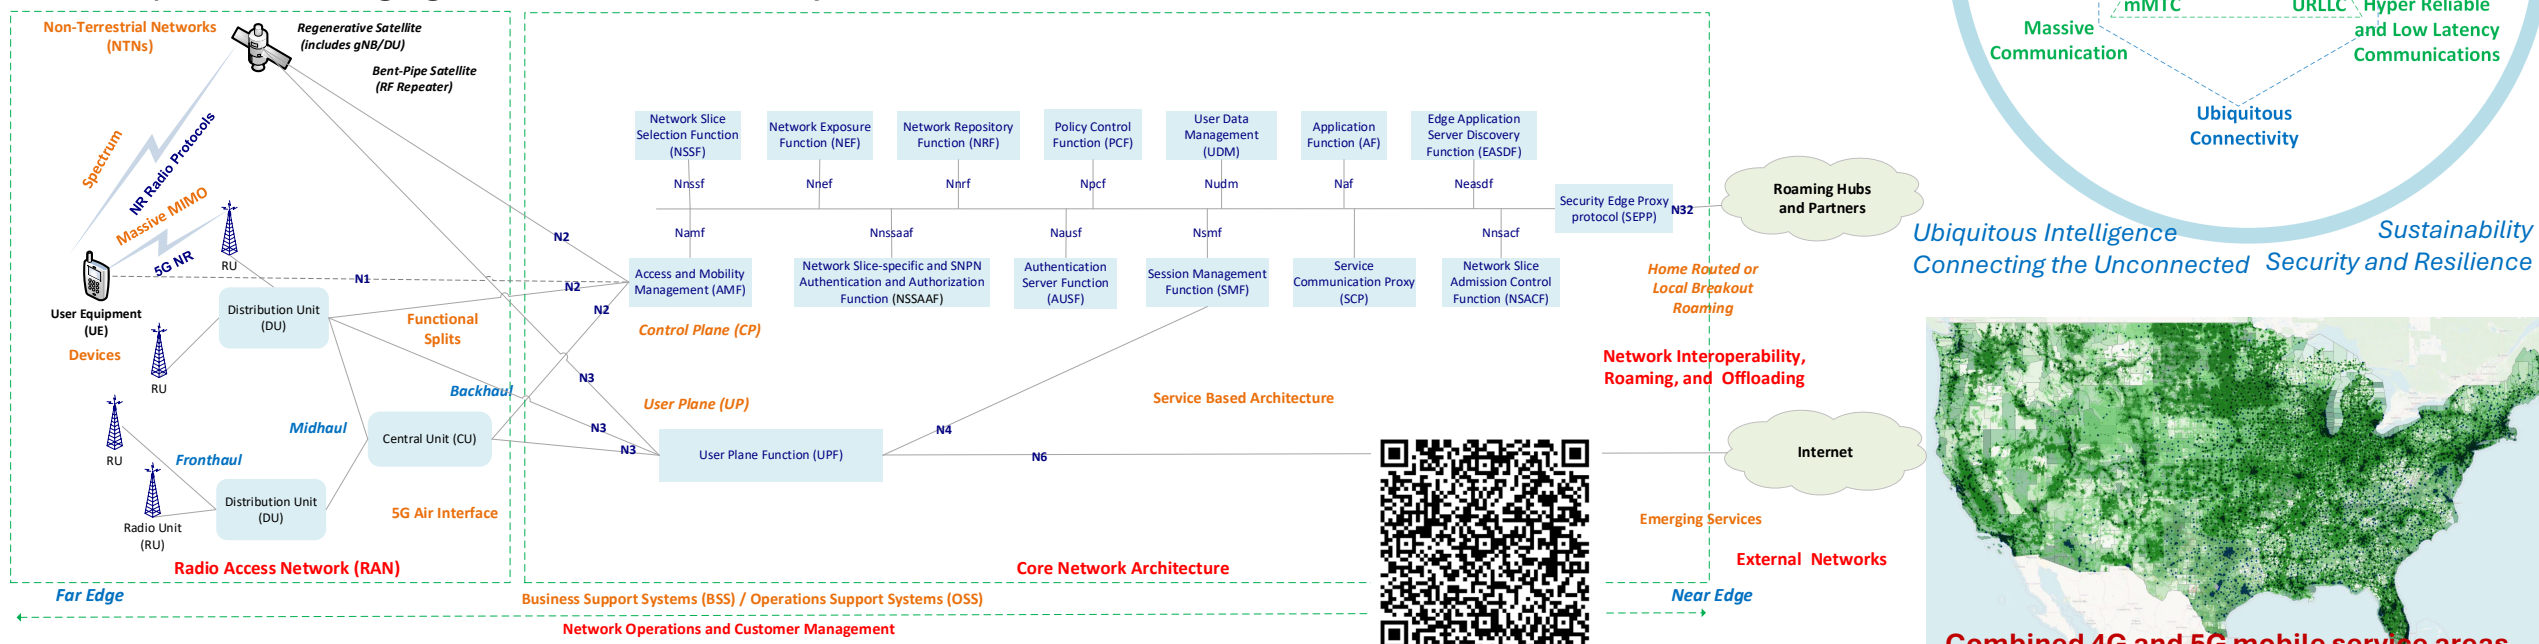 Non-Terrestrial Networks
(NTNs)
Regenerative Satellite
(includes gNB/DU)
Bent-Pipe Satellite
(RF Repeater)
Spectrum
NR Radio Protocols
Massive MIMO
5G NR
RU
User Equipment
(UE)
Devices
RU
Distribution Unit
(DU)
Functional
Splits
N1
N2
N2
N2
N3
N3
N3
Backhaul
Midhaul
Fronthaul
RU
Central Unit (CU)
Distribution Unit
(DU)
Radio Unit
(RU)
5G Air Interface
Radio Access Network (RAN)
Far Edge
Network Slice
Selection Function
(NSSF)
Network Exposure
Function (NEF)
Network Repository
Function (NRF)
Policy Control
Function (PCF)
User Data
Management
(UDM)
Application
Function (AF)
Edge Application
Server Discovery
Function (EASDF)
Nnssf
Nnef
Nnrf
Npcf
Nudm
Naf
Neasdf
Security Edge Proxy
protocol (SEPP)
N32
Roaming Hubs
and Partners
Namf
Nnssaaf
Nausf
Nsmf
Nnsacf
Access and Mobility
Management (AMF)
Network Slice-specific and SNPN
Authentication and Authorization
Function (NSSAAF)
Authentication
Server Function
(AUSF)
Session Management
Function (SMF)
Service
Communication Proxy
(SCP)
Network Slice
Admission Control
Function (NSACF)
Control Plane (CP)
Home Routed or
Local Breakout
Roaming
Network Interoperability,
Roaming, and Offloading
User Plane (UP)
Service Based Architecture
User Plane Function (UPF)
N4
N6
Internet
Emerging Services
External Networks
Core Network Architecture
Near Edge
Business Support Systems (BSS) / Operations Support Systems (OSS)
Network Operations and Customer Management
mMTC
URLLC
Massive
Communication
Hyper Reliable
and Low Latency
Communications
Ubiquitous
Connectivity
Ubiquitous Intelligence
Connecting the Unconnected
Sustainability
Security and Resilience
Combined 4G and 5G mobile service areas